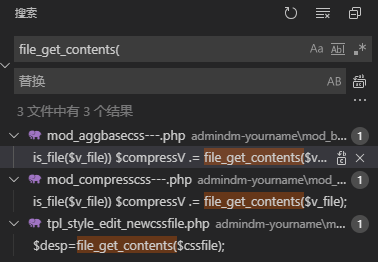 搜索
file_get_contents(
Aa ab .*
替换
AB
3 文件中有 3 个结果
mod_aggbasecss---.php admindm-yourname\mod_b... 1
is_file($v_file)) $compressV .= file_get_contents($v...
mod_compresscss---.php admindm-yourname\mod_... 1
is_file($v_file)) $compressV .= file_get_contents($v_file);
tpl_style_edit_newcssfile.php admindm-yourname\m... 1
$desp=file_get_contents($cssfile);